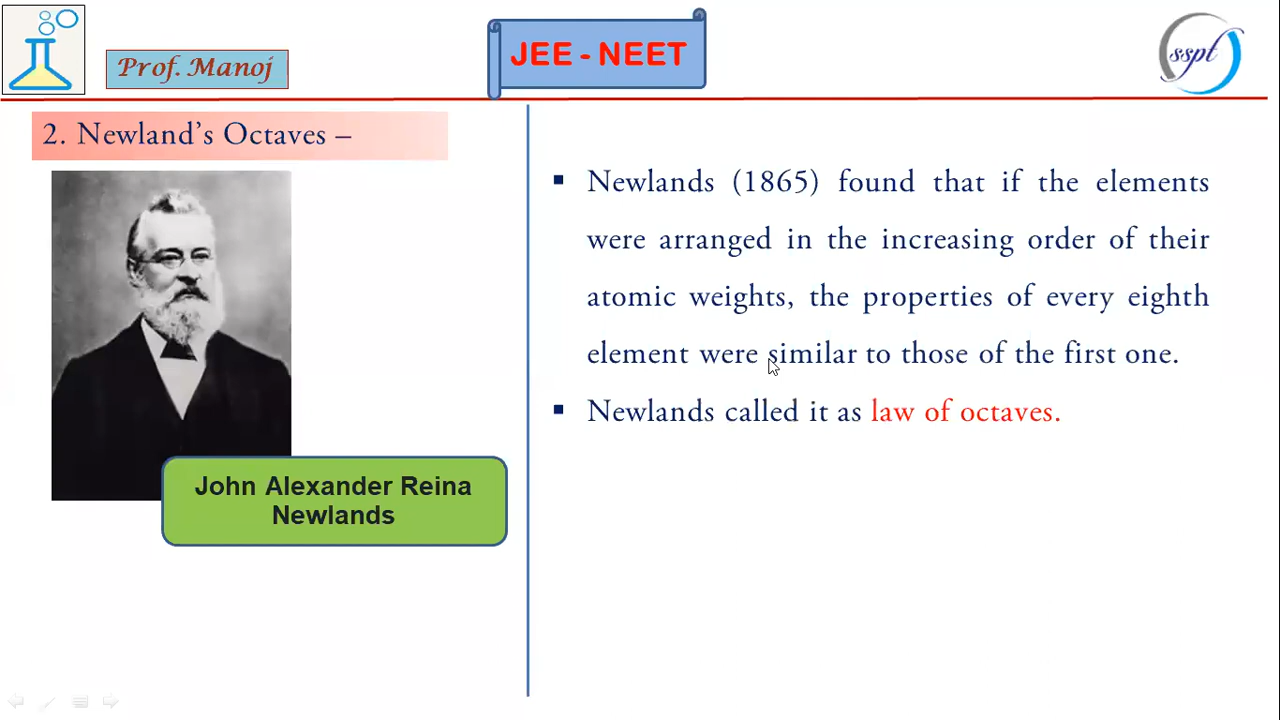 Prof. Manoj
JEE - NEET
sspt
2. Newland’s Octaves –
▪ Newlands (1865) found that if the elements
were arranged in the increasing order of their
atomic weights, the properties of every eighth
element were similar to those of the first one.
▪ Newlands called it as law of octaves.
John Alexander Reina
Newlands